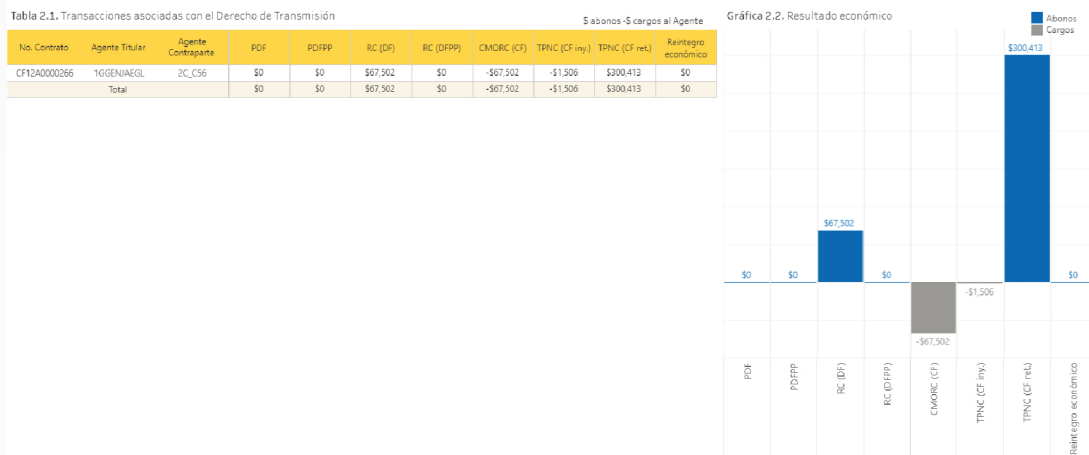 Tabla 2.1. Transacciones asociadas con el Derecho de Transmisión
$ abonos -$ cargos al Agente
No. Contrato Agente Titular Agente Contraparte PDF PDFPP RC (DF) RC (DFPP) CMORC (CF) TPNC (CF iny.) TPNC (CF ret.) Reintegro económico
CF12A0000266 1GGENJAEGL 2C_C56 $0 $0 $67,502 $0 -$67,502 -$1,506 $300,413 $0
Total $0 $0 $67,502 $0 -$67,502 -$1,506 $300,413 $0
Gráfica 2.2. Resultado económico
Abonos
Cargos
$300,413
$67,502
$0 $0 $0 $0
-$1,506
-$67,502
PDF
PDFPP
RC (DF)
RC (DFPP)
CMORC (CF)
TPNC (CF iny.)
TPNC (CF ret.)
Reintegro económico